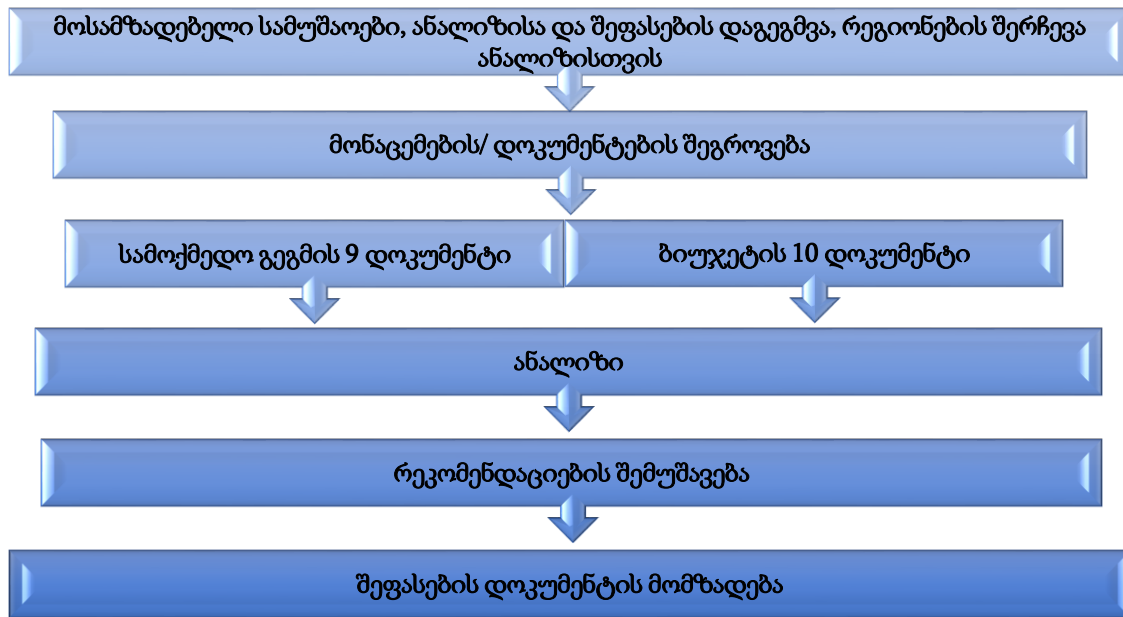 მოსამზადებელი სამუშაოები, ანალიზისა და შეფასების დაგეგმვა, რეგიონების შერჩევა
ანალიზისთვის
მონაცემების/ დოკუმენტების შეგროვება
სამოქმედო გეგმის 9 დოკუმენტი
ბიუჯეტის 10 დოკუმენტი
ანალიზი
რეკომენდაციების შემუშავება
შეფასების დოკუმენტის მომზადება